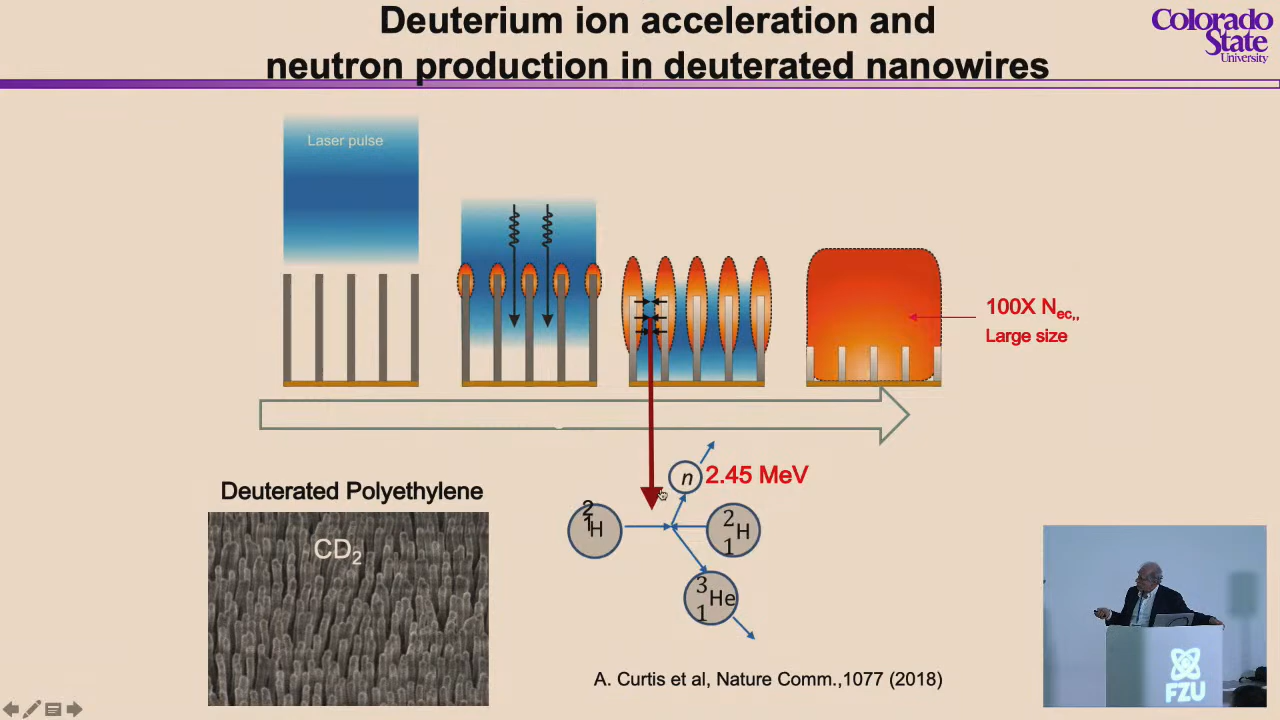 Deuterium ion acceleration and
neutron production in deuterated nanowires
Colorado
State
University
Laser pulse
100X Nec,,
Large size
n 2.45 MeV
2
1H
2
1H
3
1He
Deuterated Polyethylene
CD2
A. Curtis et al, Nature Comm.,1077 (2018)
FZU